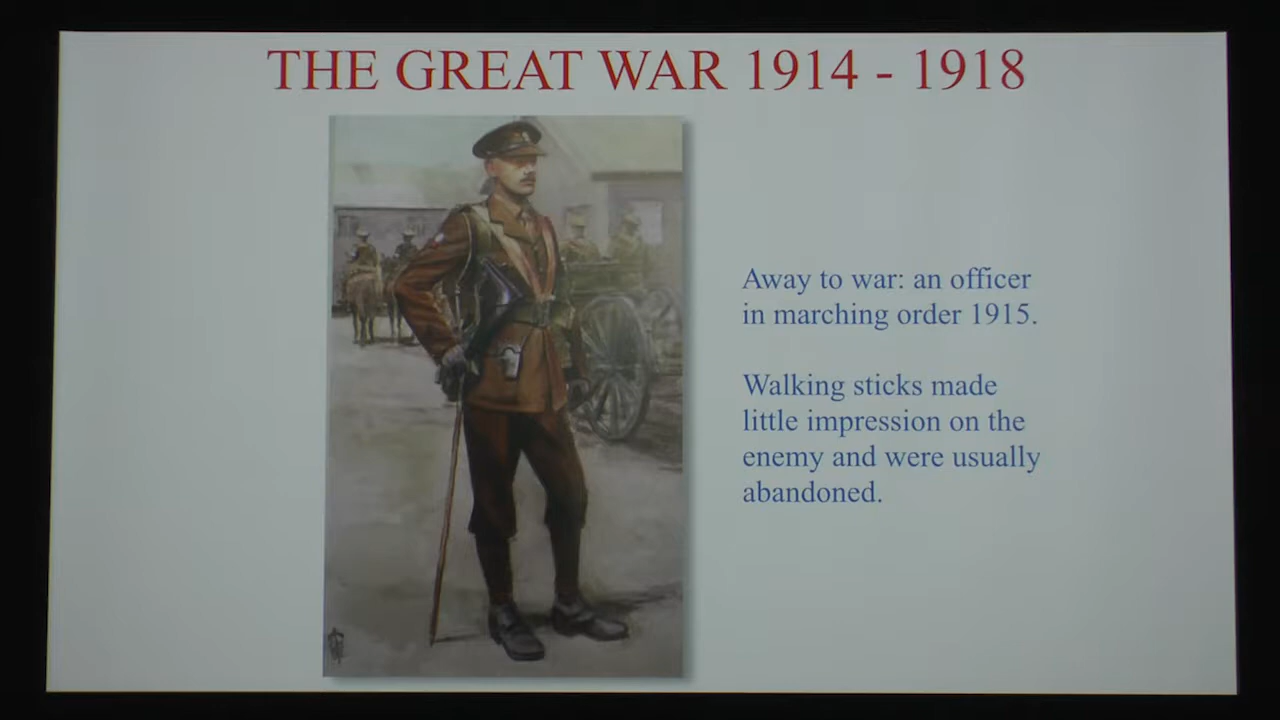 THE GREAT WAR 1914 - 1918
Away to war: an officer
in marching order 1915.
Walking sticks made
little impression on the
enemy and were usually
abandoned.